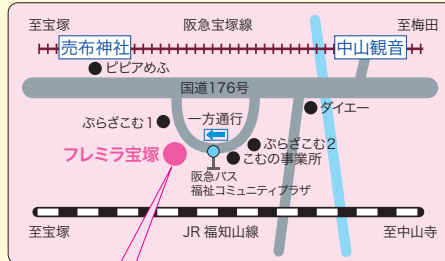 至宝塚 阪急宝塚線 至梅田
売布神社 中山観音
ピピアめふ
国道176号
ダイエー
ぷらざこむ1 一方通行
ぷらざこむ2
フレミラ宝塚 こむの事業所
阪急バス
福祉コミュニティプラザ
至宝塚 JR 福知山線 至中山寺